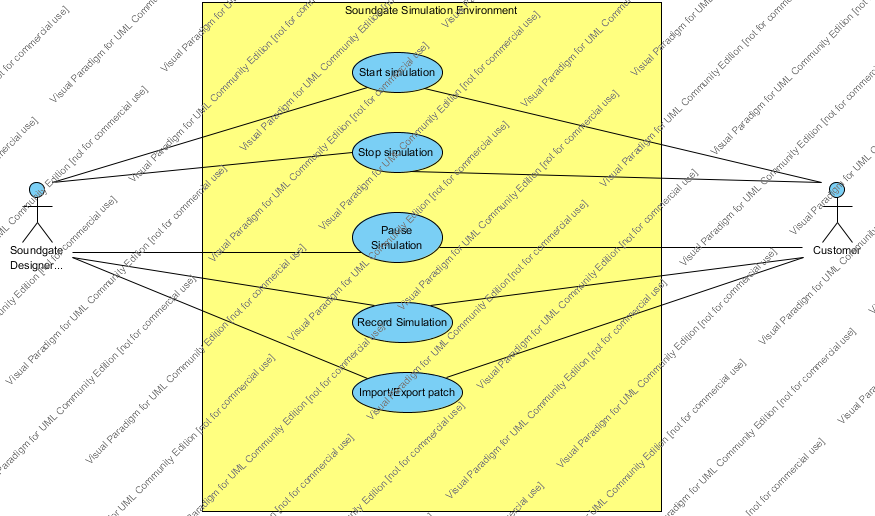 Soundgate Simulation Environment
Start simulation
Stop simulation
Pause
Simulation
Soundgate
Designer...
Customer
Record Simulation
Import/Export patch
Visual Paradigm for UML Community Edition [not for commercial use]